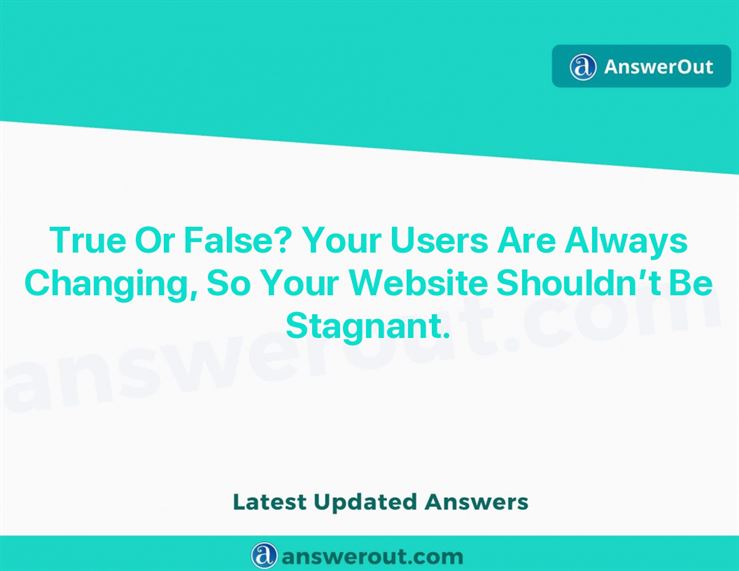 AnswerOut
True Or False? Your Users Are Always
Changing, So Your Website Shouldn't Be
Stagnant.
answerout.com
Latest Updated Answers
answerout.com